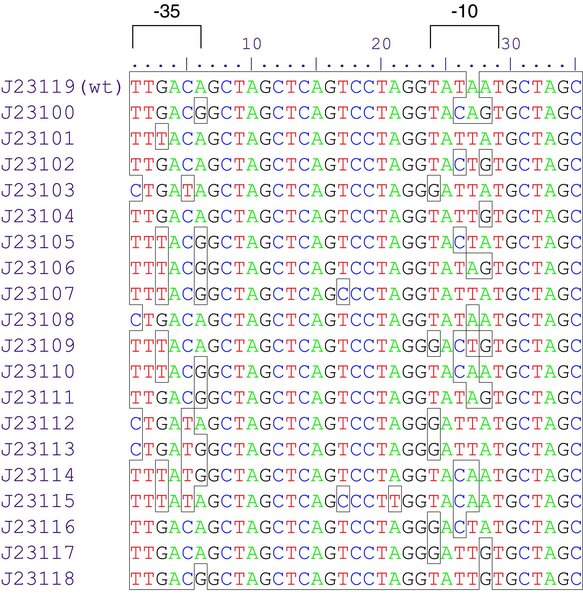 -35 -10
10 20 30
J23119(wt) TTGACAGCTAGCTCAGTCCTAGGTATAATGCTAGC
J23100 TTGACGGCTAGCTCAGTCCTAGGTACAGTGCTAGC
J23101 TTTACAGCTAGCTCAGTCCTAGGTATTATGCTAGC
J23102 TTGACAGCTAGCTCAGTCCTAGGTACTGTGCTAGC
J23103 CTGATAGCTAGCTCAGTCCTAGGGATTATGCTAGC
J23104 TTGACAGCTAGCTCAGTCCTAGGTATTGTGCTAGC
J23105 TTTACGGCTAGCTCAGTCCTAGGTACTATGCTAGC
J23106 TTTACGGCTAGCTCAGTCCTAGGTATAGTGCTAGC
J23107 TTTACGGCTAGCTCAGCCCTAGGTATTATGCTAGC
J23108 CTGACAGCTAGCTCAGTCCTAGGTATAATGCTAGC
J23109 TTTACAGCTAGCTCAGTCCTAGGGACTGTGCTAGC
J23110 TTTACGGCTAGCTCAGTCCTAGGTACAATGCTAGC
J23111 TTGACGGCTAGCTCAGTCCTAGGTATAGTGCTAGC
J23112 CTGATAGCTAGCTCAGTCCTAGGGATTATGCTAGC
J23113 CTGATGGCTAGCTCAGTCCTAGGGATTATGCTAGC
J23114 TTTATGGCTAGCTCAGTCCTAGGTACAATGCTAGC
J23115 TTTATAGCTAGCTCAGCCCTTGGTACAATGCTAGC
J23116 TTGACAGCTAGCTCAGTCCTAGGGACTATGCTAGC
J23117 TTGACAGCTAGCTCAGTCCTAGGGATTGTGCTAGC
J23118 TTGACGGCTAGCTCAGTCCTAGGTATTGTGCTAGC